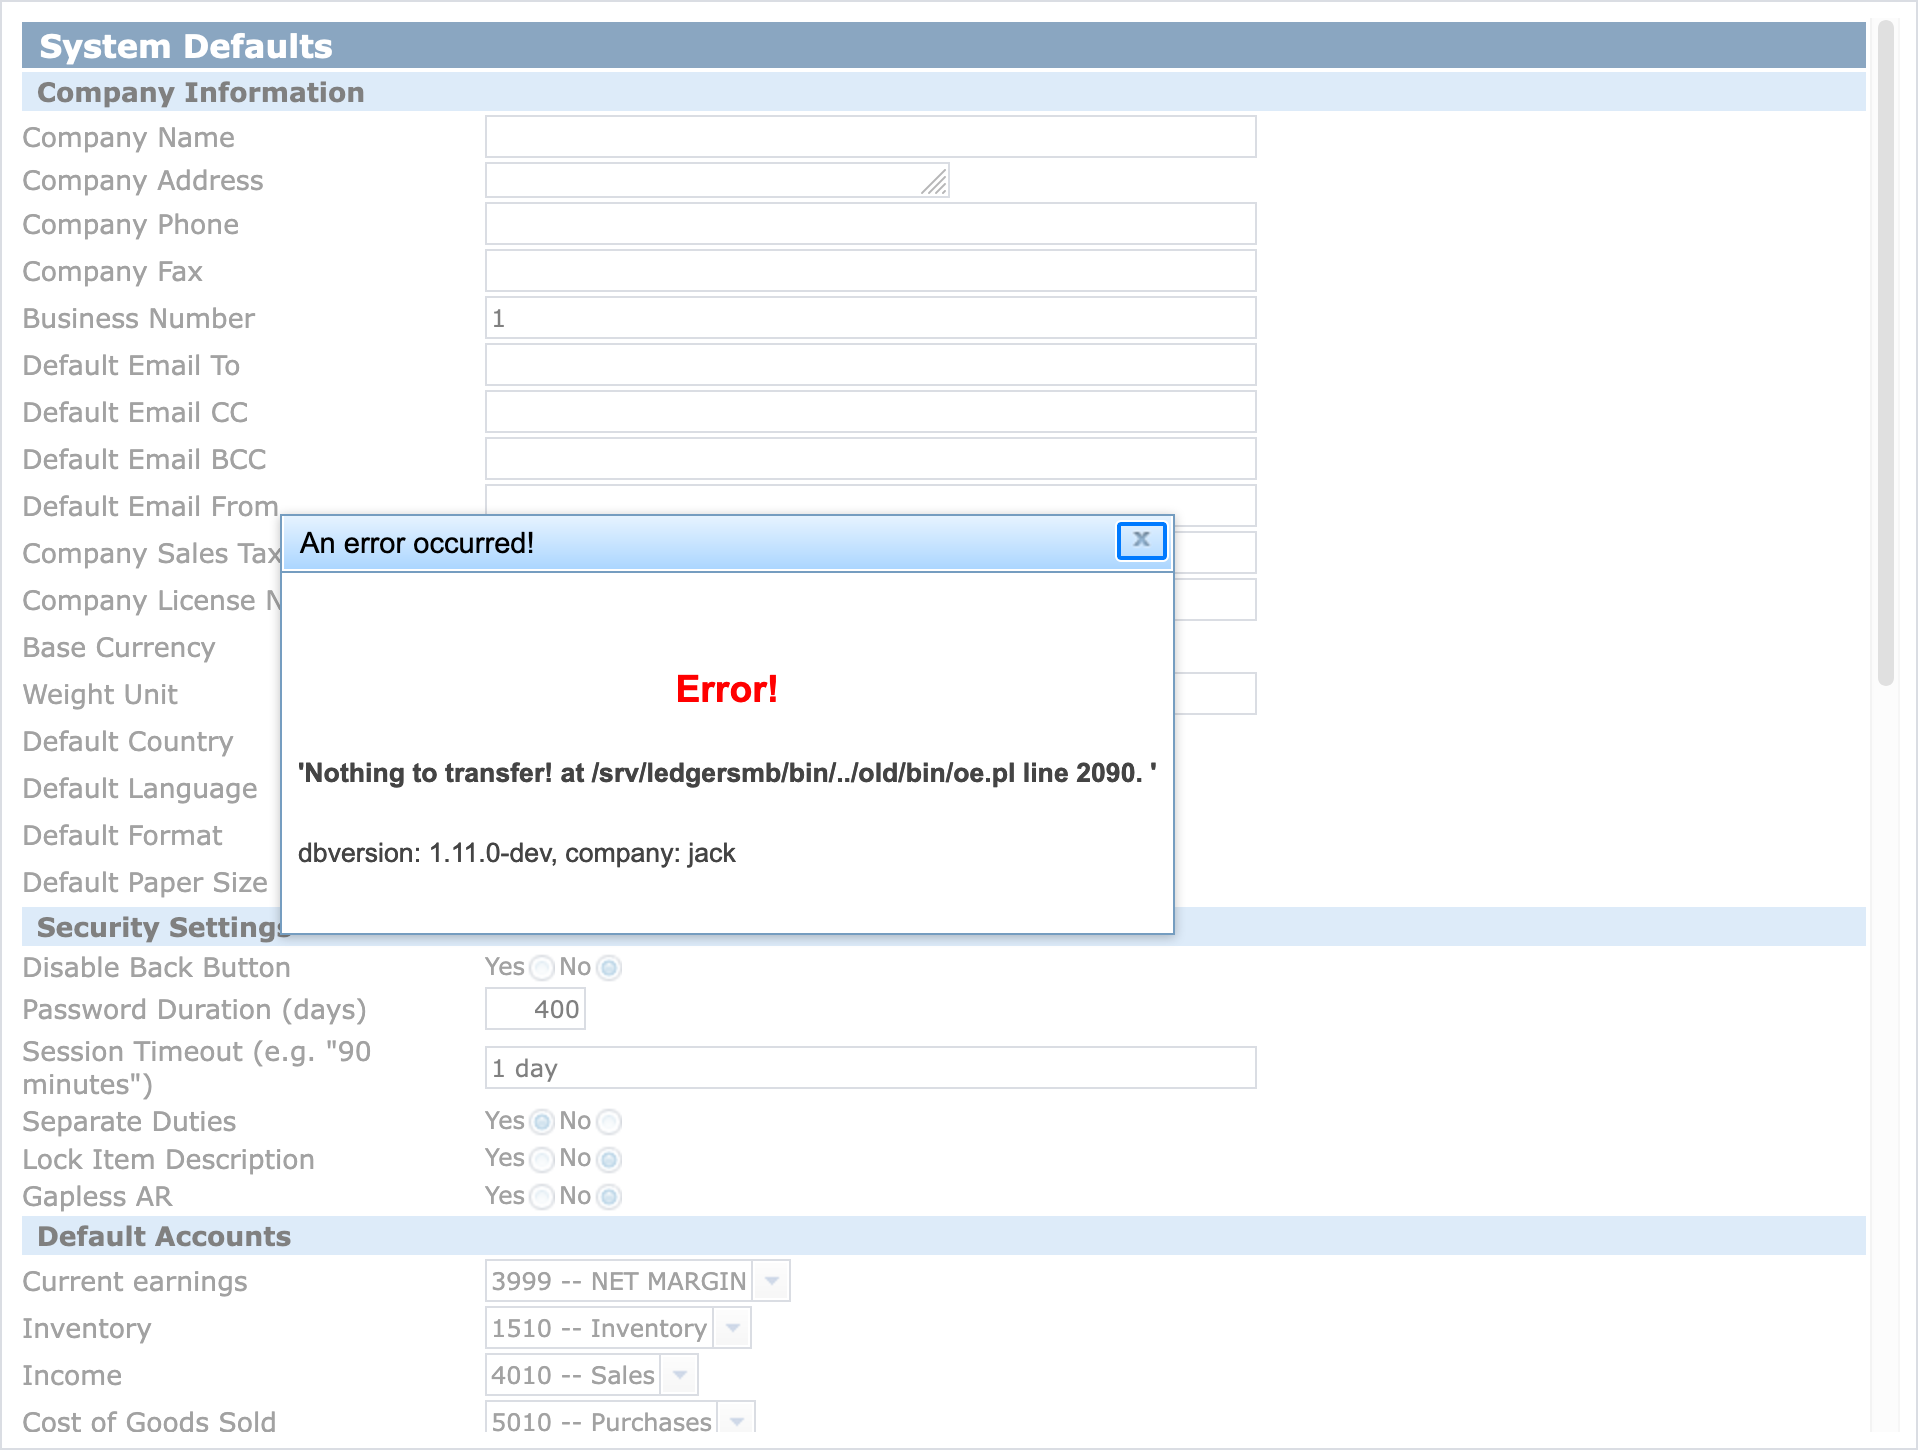 System Defaults
Company Information
Company Name
Company Address
Company Phone
Company Fax
Business Number 1
Default Email To
Default Email CC
Default Email BCC
Default Email From
An error occurred! x
Company Sales Tax
Company License N
Base Currency
Error!
Weight Unit
Default Country
'Nothing to transfer! at /srv/ledgersmb/bin/../old/bin/oe.pl line 2090. '
Default Language
Default Format
dbversion: 1.11.0-dev, company: jack
Default Paper Size
Security Settings
Disable Back Button Yes No
Password Duration (days) 400
Session Timeout (e.g. "90
minutes")
1 day
Separate Duties Yes No
Lock Item Description Yes No
Gapless AR Yes No
Default Accounts
Current earnings 3999 -- NET MARGIN
Inventory 1510 -- Inventory
Income 4010 -- Sales
Cost of Goods Sold 5010 -- Purchases